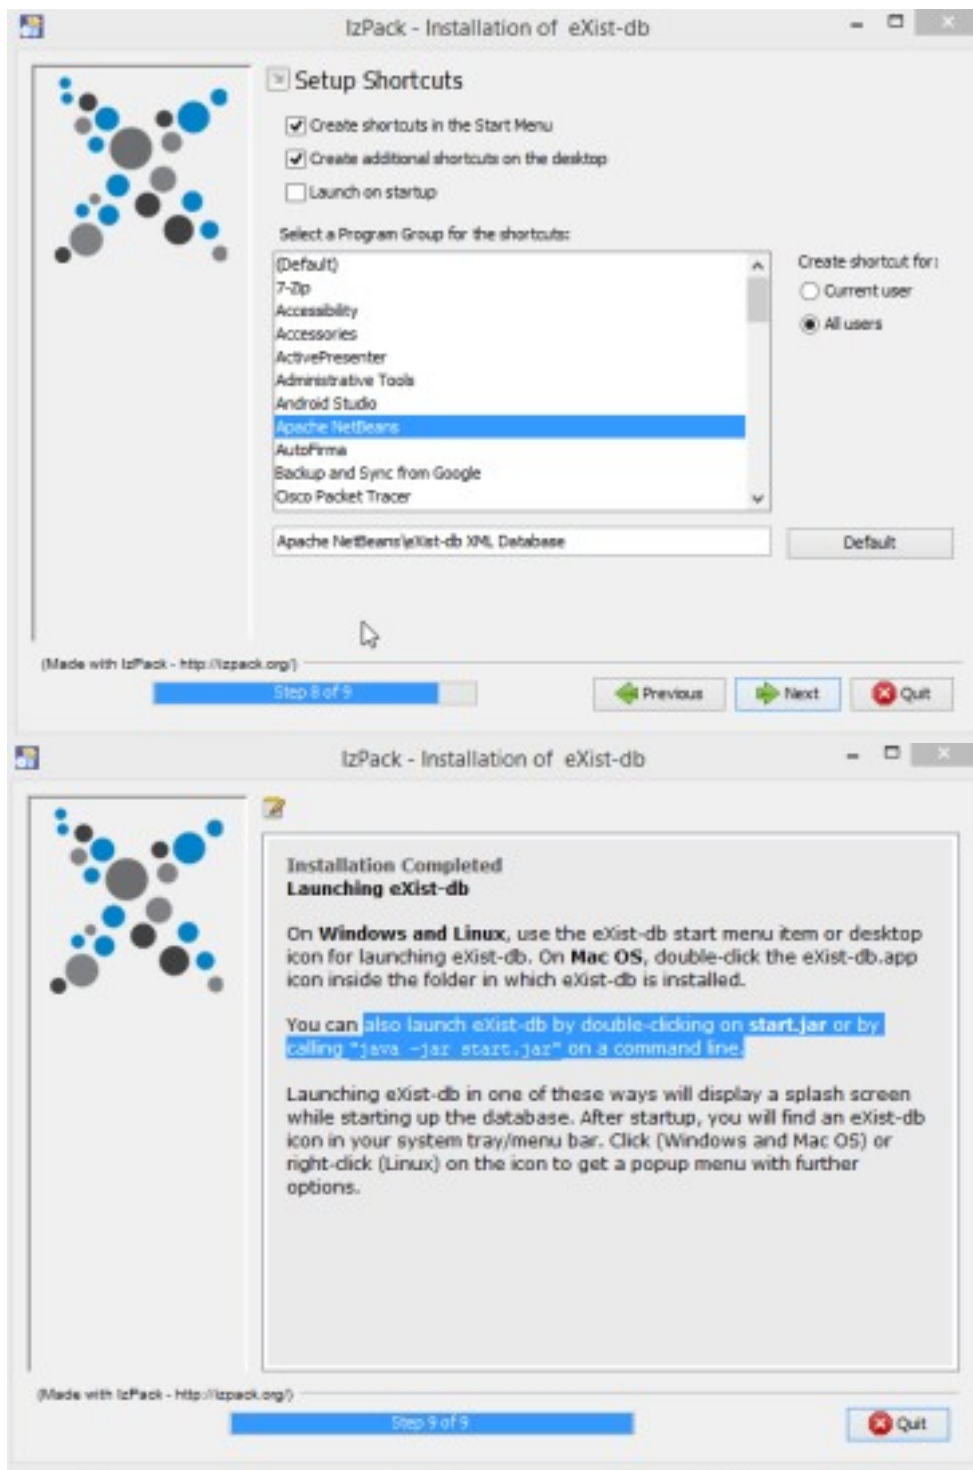 IzPack - Installation of eXist-db
Setup Shortcuts
Create shortcuts in the Start Menu
Create additional shortcuts on the desktop
Launch on startup
Select a Program Group for the shortcuts:
(Default)
7-Zip
Accessibility
Accessories
ActivePresenter
Administrative Tools
Android Studio
Apache NetBeans
AutoFirma
Backup and Sync from Google
Cisco Packet Tracer
Create shortcut for:
Current user
All users
Apache NetBeans\eXist-db XML Database
Default
(Made with IzPack - http://izpack.org/)
Step 8 of 9
Previous
Next
Quit
IzPack - Installation of eXist-db
Installation Completed
Launching eXist-db
On Windows and Linux, use the eXist-db start menu item or desktop
icon for launching eXist-db. On Mac OS, double-click the eXist-db.app
icon inside the folder in which eXist-db is installed.
You can also launch eXist-db by double-clicking on start.jar or by
calling "java -jar start.jar" on a command line.
Launching eXist-db in one of these ways will display a splash screen
while starting up the database. After startup, you will find an eXist-db
icon in your system tray/menu bar. Click (Windows and Mac OS) or
right-click (Linux) on the icon to get a popup menu with further
options.
(Made with IzPack - http://izpack.org/)
Step 9 of 9
Quit